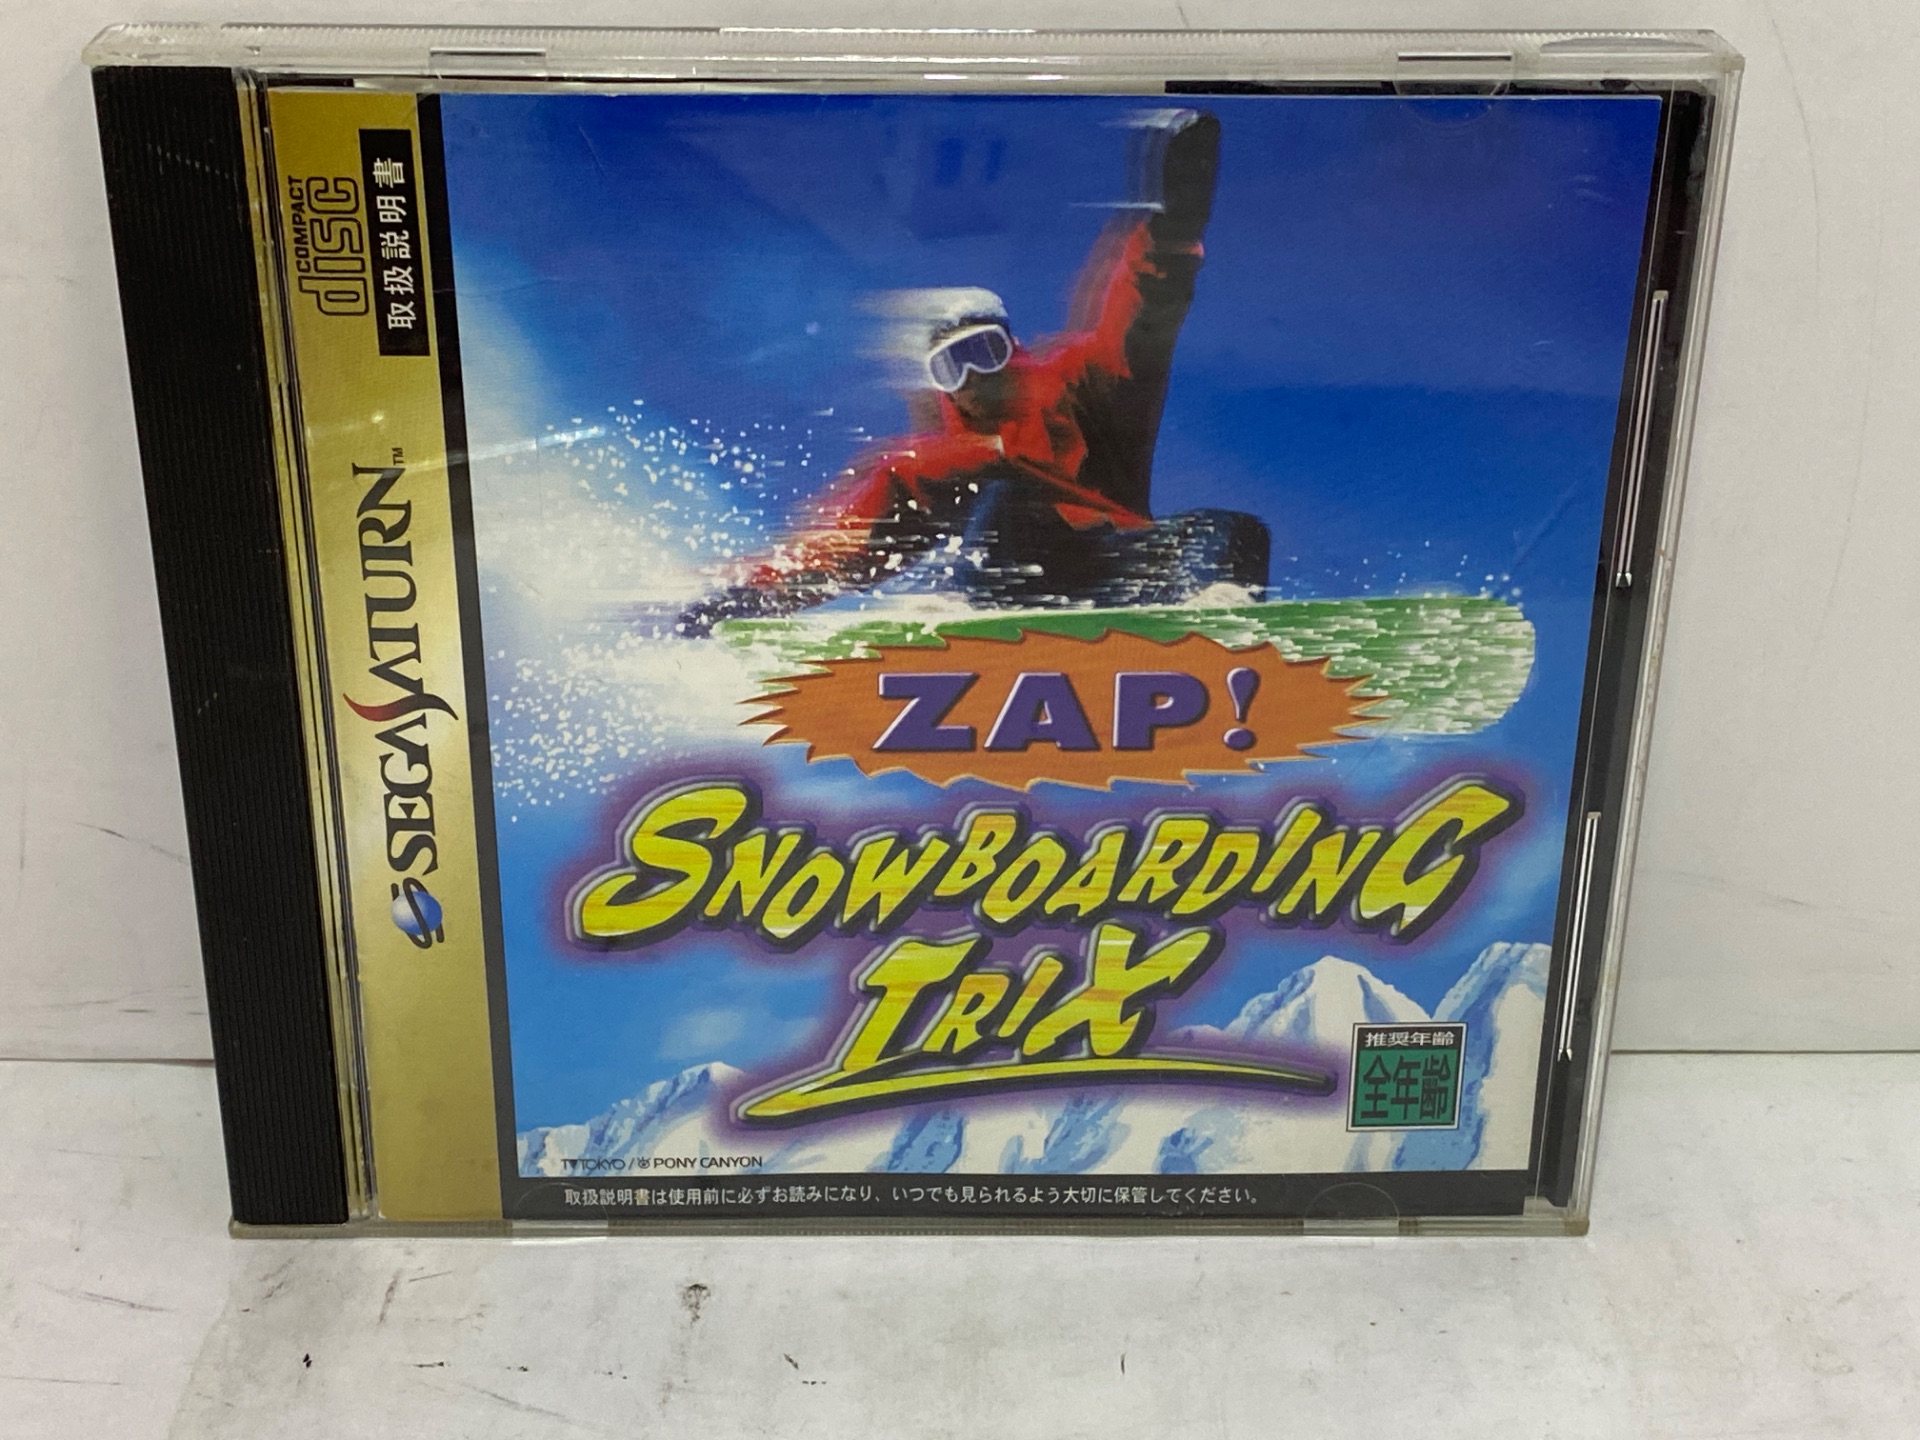 COMPACT
disc
取扱説明書
SEGA SATURN™
ZAP!
SNOWBOARDING
TRIX
推奨年齢
全年齢
TV TOKYO / PONY CANYON
取扱説明書は使用前に必ずお読みになり、いつでも見られるよう大切に保管してください。